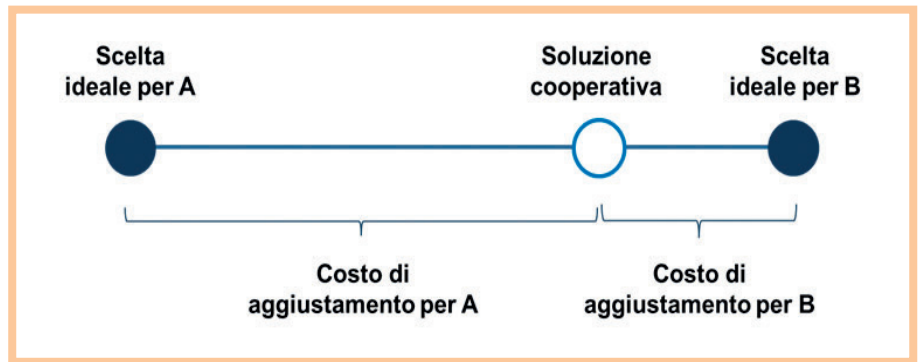 Scelta
ideale per A
Soluzione
cooperativa
Scelta
ideale per B
Costo di
aggiustamento per A
Costo di
aggiustamento per B